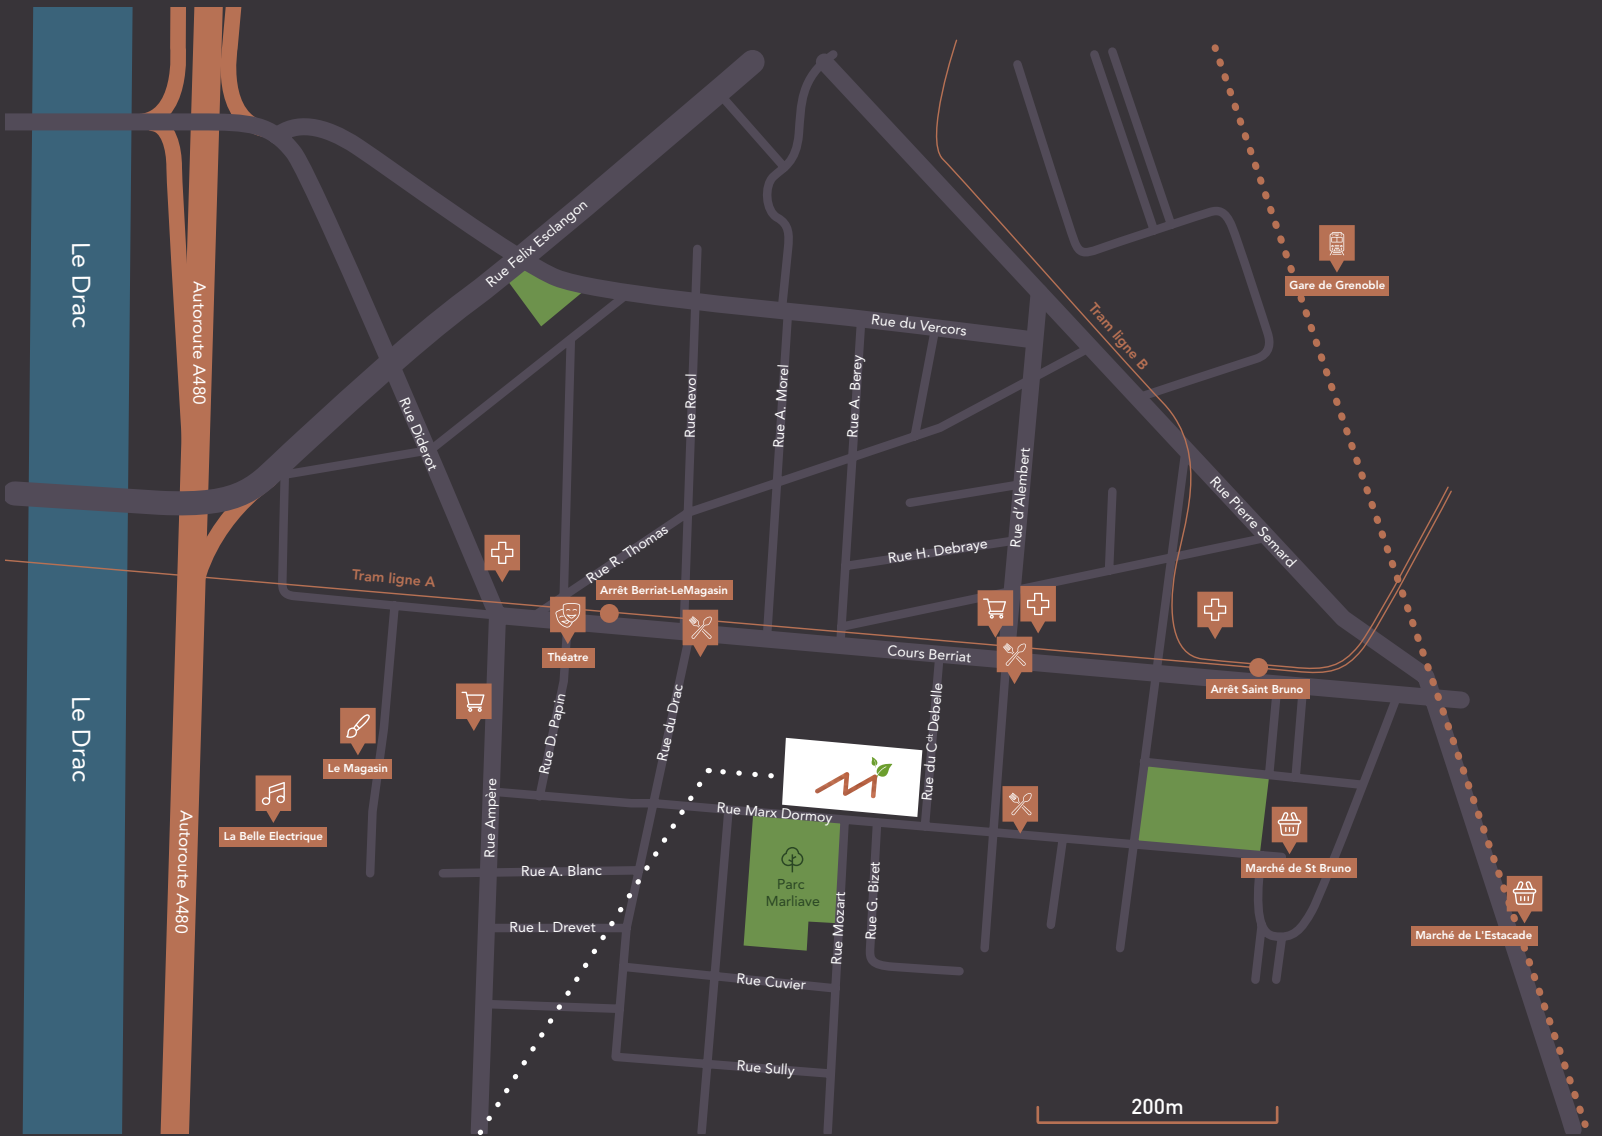 Le Drac
Autoroute A480
Rue Felix Esclangon
Gare de Grenoble
Tram ligne B
Rue du Vercors
Rue Diderot
Rue Revol
Rue A. Morel
Rue A. Berey
Rue d'Alembert
Rue Pierre Semard
Rue R. Thomas
Rue H. Debraye
Tram ligne A
Arrêt Berriat-LeMagasin
Théatre
Cours Berriat
Arrêt Saint Bruno
Rue D. Papin
Rue du Drac
Rue du Cdt Debelle
Le Drac
Le Magasin
La Belle Electrique
Autoroute A480
Rue Ampère
Rue Marx Dormoy
Rue A. Blanc
Parc
Marliave
Rue Mozart
Rue G. Bizet
Marché de St Bruno
Rue L. Drevet
Marché de L'Estacade
Rue Cuvier
Rue Sully
200m